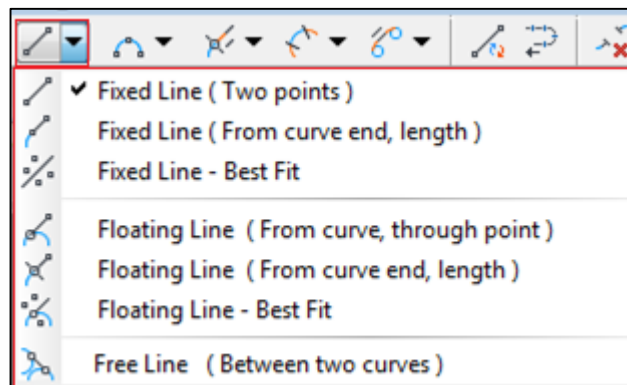 Fixed Line ( Two points )
Fixed Line ( From curve end, length )
Fixed Line - Best Fit
Floating Line ( From curve, through point )
Floating Line ( From curve end, length )
Floating Line - Best Fit
Free Line ( Between two curves )